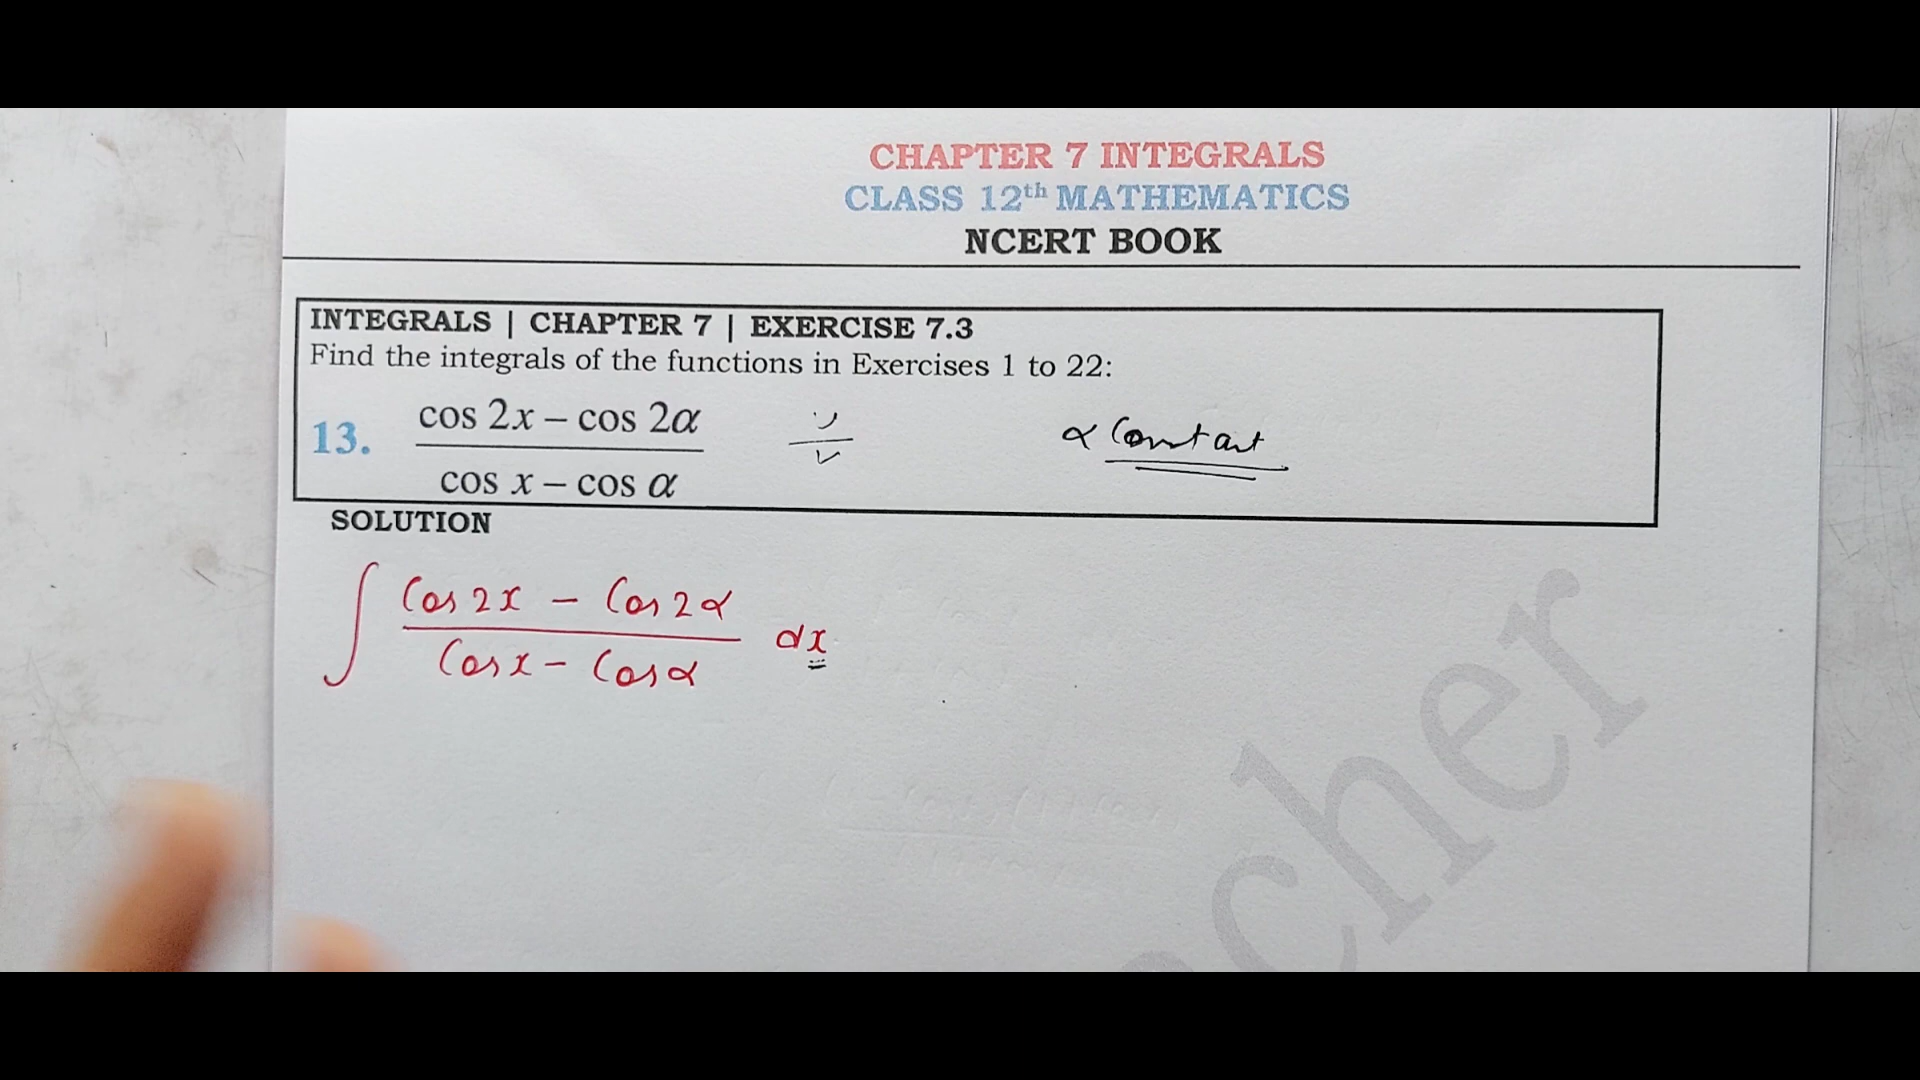 CHAPTER 7 INTEGRALS
CLASS 12th MATHEMATICS
NCERT BOOK
INTEGRALS | CHAPTER 7 | EXERCISE 7.3
Find the integrals of the functions in Exercises 1 to 22:
13. cos 2x – cos 2α
cos x – cos α
α Constant
SOLUTION
∫ Cos 2x – Cos 2α dx
Cos x – Cos α
cher